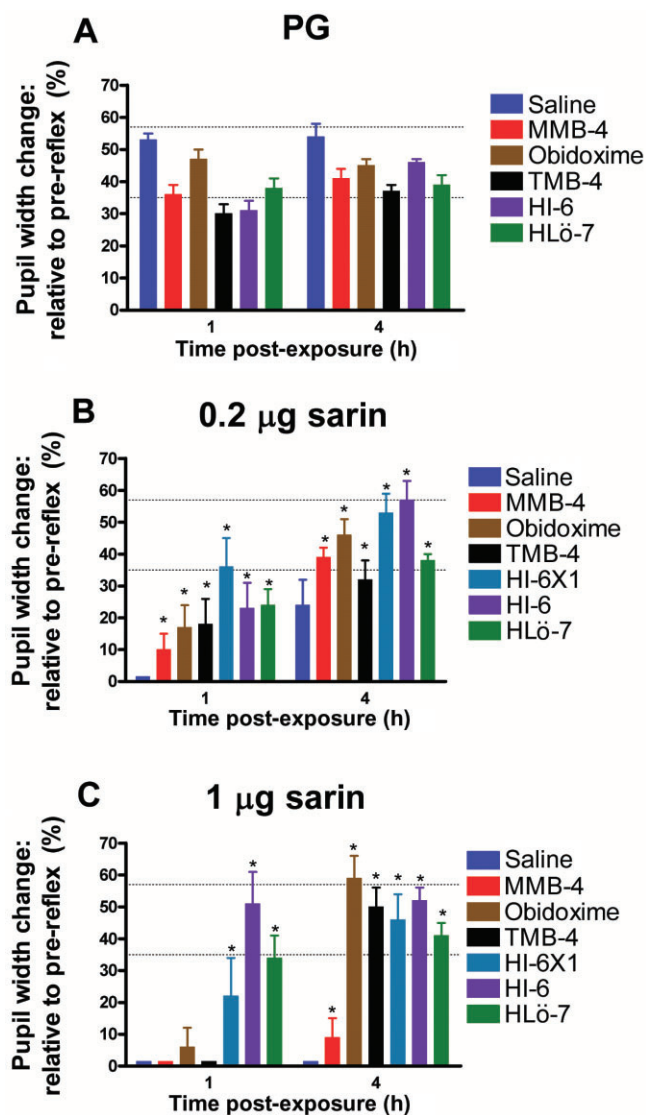 A PG
Pupil width change:
relative to pre-reflex (%)
70
60
50
40
30
20
10
0
1 4
Time post-exposure (h)
Saline
MMB-4
Obidoxime
TMB-4
HI-6
HLö-7
B 0.2 µg sarin
Pupil width change:
relative to pre-reflex (%)
70
60
50
40
30
20
10
0
* * * * * *
* * * * * *
1 4
Time post-exposure (h)
Saline
MMB-4
Obidoxime
TMB-4
HI-6X1
HI-6
HLö-7
C 1 µg sarin
Pupil width change:
relative to pre-reflex (%)
70
60
50
40
30
20
10
0
* * *
* * * * * *
1 4
Time post-exposure (h)
Saline
MMB-4
Obidoxime
TMB-4
HI-6X1
HI-6
HLö-7